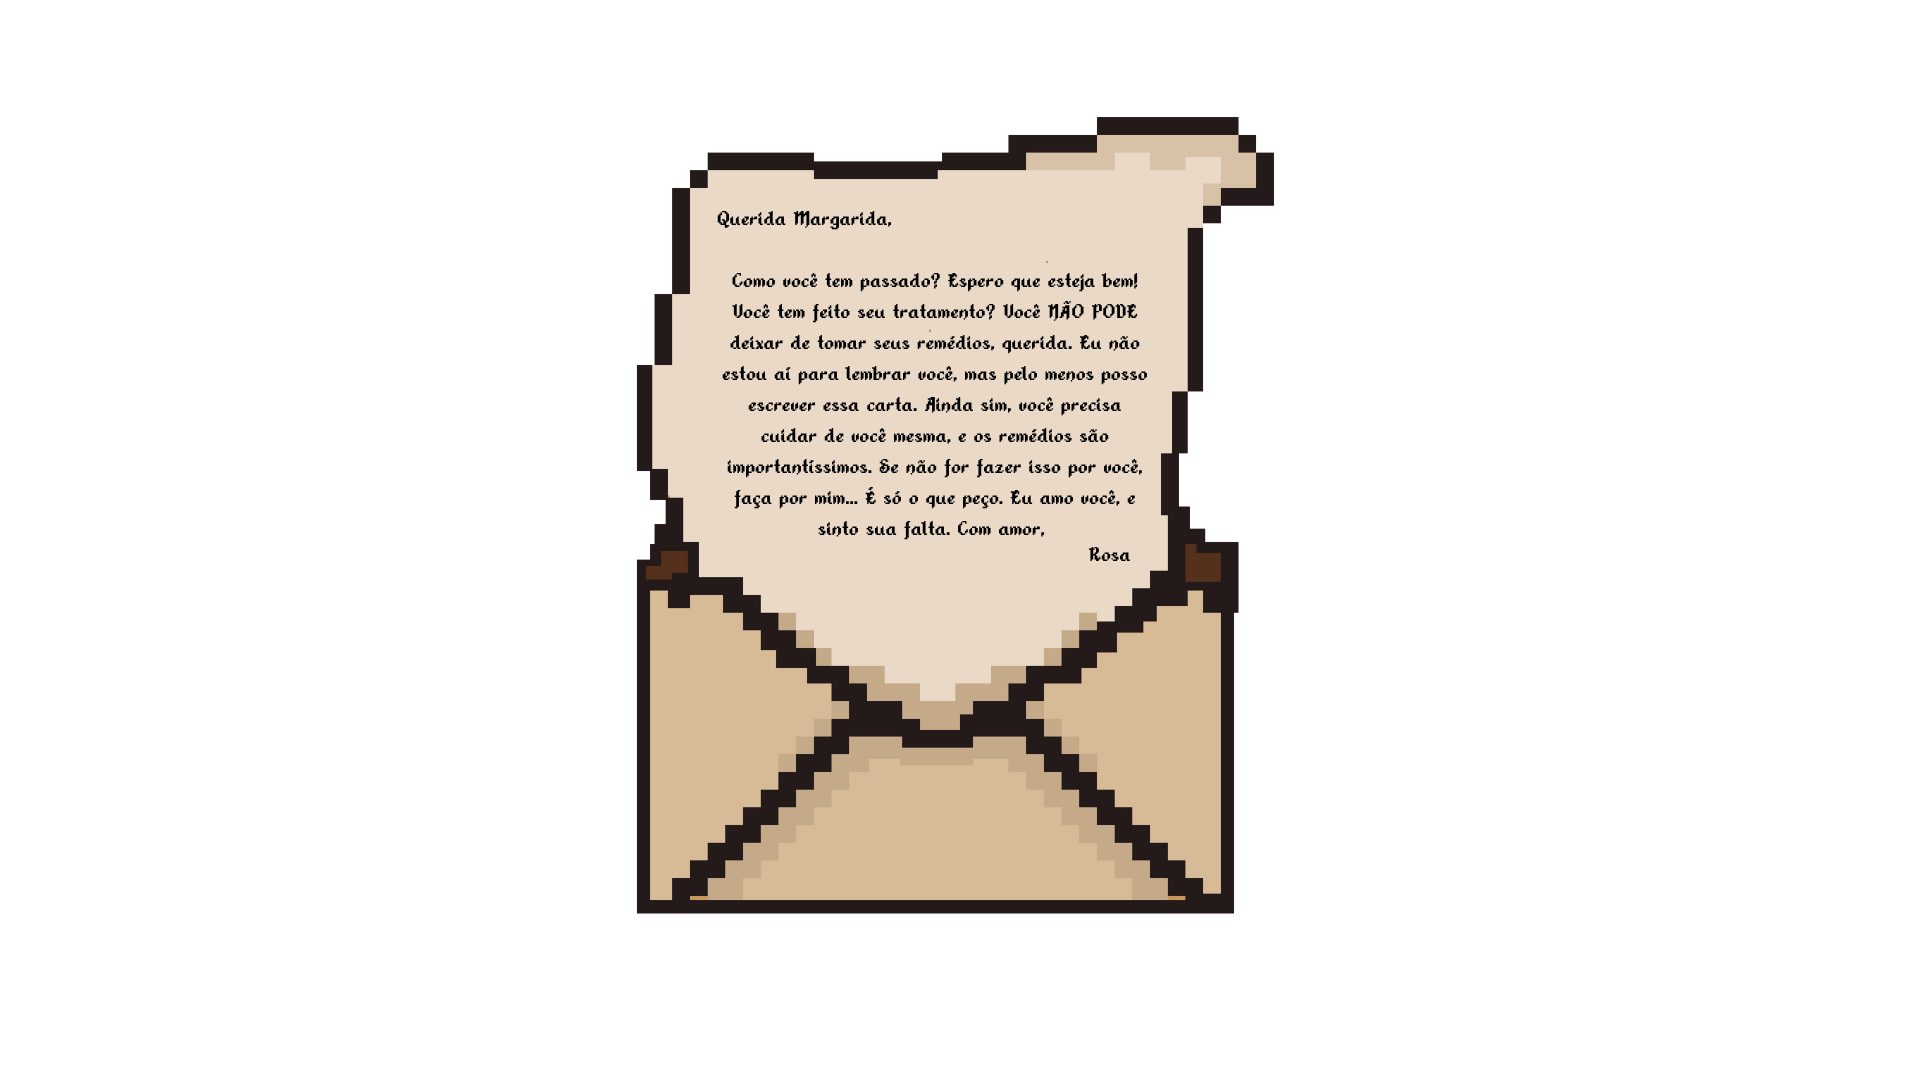 Querida Margarida,
Como você tem passado? Espero que esteja bem!
Você tem feito seu tratamento? Você NÃO PODE
deixar de tomar seus remédios, querida. Eu não
estou aí para lembrar você, mas pelo menos posso
escrever essa carta. Ainda sim, você precisa
cuidar de você mesma, e os remédios são
importantíssimos. Se não for fazer isso por você,
faça por mim... É só o que peço. Eu amo você, e
sinto sua falta. Com amor,
Rosa